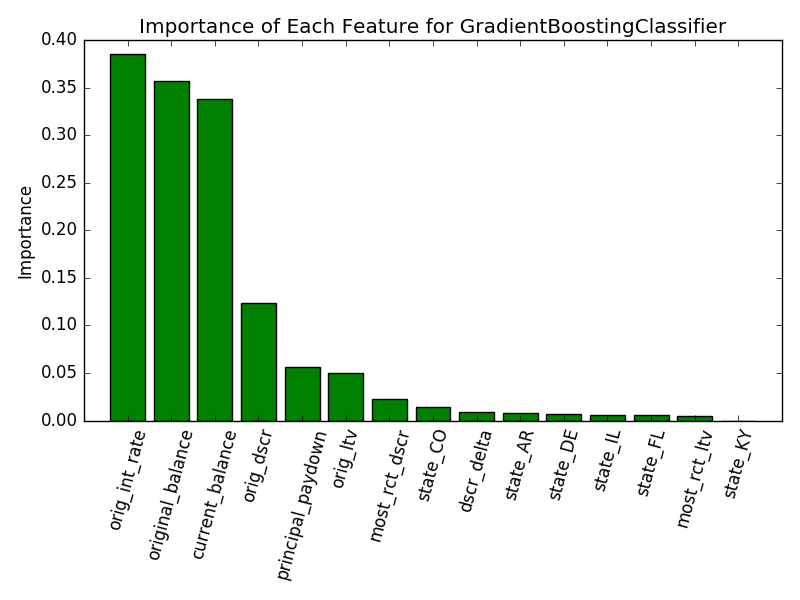 Importance of Each Feature for GradientBoostingClassifier
0.40
0.35
0.30
0.25
0.20
0.15
0.10
0.05
0.00
Importance
orig_int_rate
original_balance
current_balance
orig_dscr
principal_paydown
orig_ltv
most_rct_dscr
state_CO
dscr_delta
state_AR
state_DE
state_IL
state_FL
most_rct_ltv
state_KY